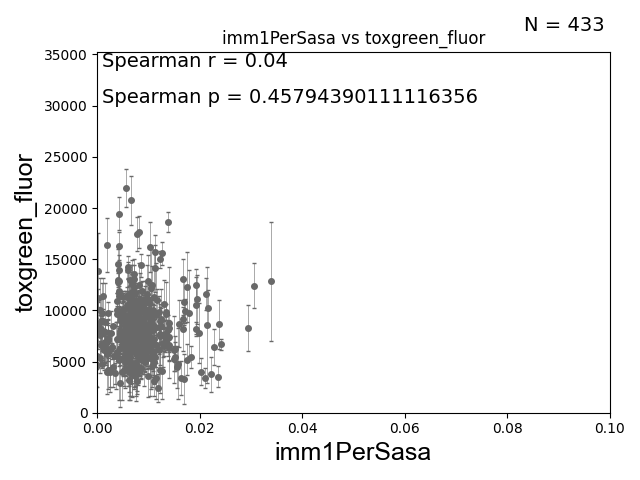 N = 433
imm1PerSasa vs toxgreen_fluor
Spearman r = 0.04
Spearman p = 0.45794390111116356
35000
30000
25000
20000
15000
10000
5000
0
toxgreen_fluor
0.00 0.02 0.04 0.06 0.08 0.10
imm1PerSasa